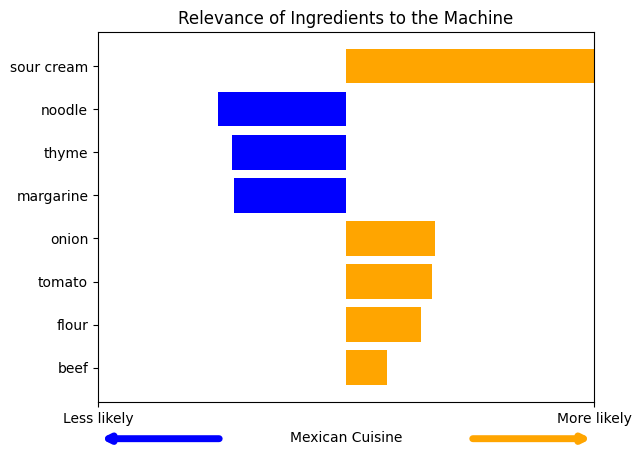 Relevance of Ingredients to the Machine
sour cream
noodle
thyme
margarine
onion
tomato
flour
beef
Less likely
More likely
Mexican Cuisine